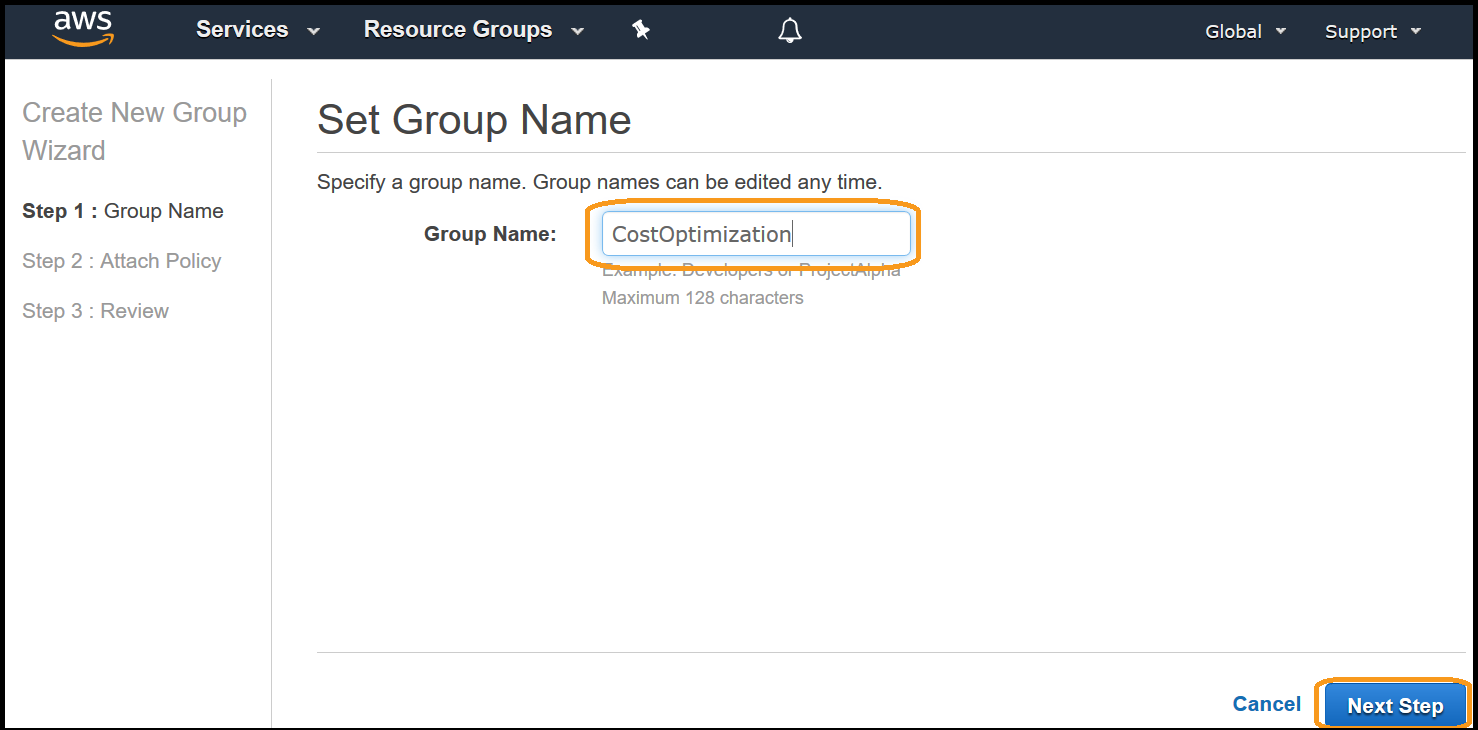 aws
Services
Resource Groups
Global
Support
Create New Group
Wizard
Step 1 : Group Name
Step 2 : Attach Policy
Step 3 : Review
Set Group Name
Specify a group name. Group names can be edited any time.
Group Name:
CostOptimization
Example: Developers or ProjectAlpha
Maximum 128 characters
Cancel
Next Step